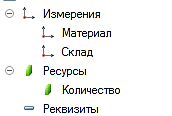 Измерения
Материал
Склад
Ресурсы
Количество
Реквизиты